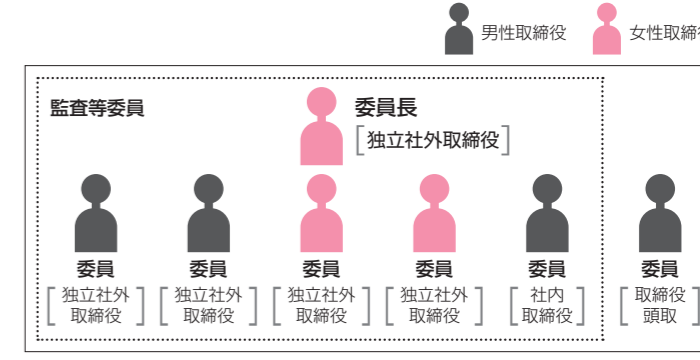 男性取締役
女性取締役
監査等委員
委員長
[独立社外取締役]
委員 委員 委員 委員 委員 委員
[独立社外 [独立社外 [独立社外 [独立社外 [社内 [取締役
取締役] 取締役] 取締役] 取締役] 取締役] 頭取]